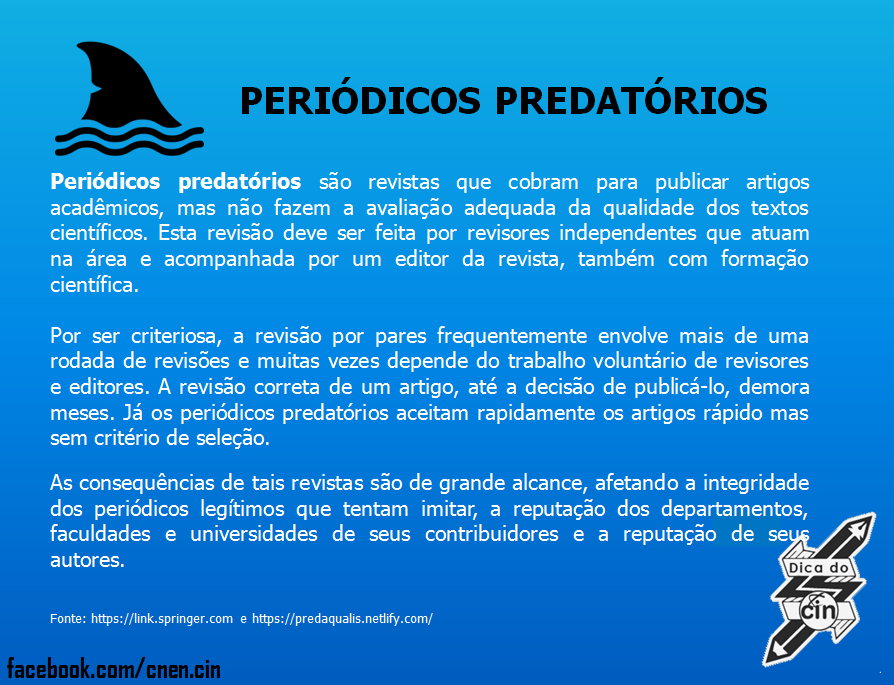 PERIÓDICOS PREDATÓRIOS
Periódicos predatórios são revistas que cobram para publicar artigos
acadêmicos, mas não fazem a avaliação adequada da qualidade dos textos
científicos. Esta revisão deve ser feita por revisores independentes que atuam
na área e acompanhada por um editor da revista, também com formação
científica.
Por ser criteriosa, a revisão por pares frequentemente envolve mais de uma
rodada de revisões e muitas vezes depende do trabalho voluntário de revisores
e editores. A revisão correta de um artigo, até a decisão de publicá-lo, demora
meses. Já os periódicos predatórios aceitam rapidamente os artigos rápido mas
sem critério de seleção.
As consequências de tais revistas são de grande alcance, afetando a integridade
dos periódicos legítimos que tentam imitar, a reputação dos departamentos,
faculdades e universidades de seus contribuidores e a reputação de seus
autores.
Dica do
cin
Fonte: https://link.springer.com e https://predaqualis.netlify.com/
facebook.com/cnen.cin